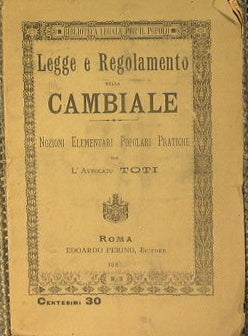 BIBLIOTECA LEGALE PER IL POPOLO
Legge e Regolamento
SULLA
CAMBIALE
NOZIONI ELEMENTARI POPOLARI PRATICHE
PER
L'AVVOCATO TOTI
ROMA
EDOARDO PERINO, EDITORE
CENTESIMI 30